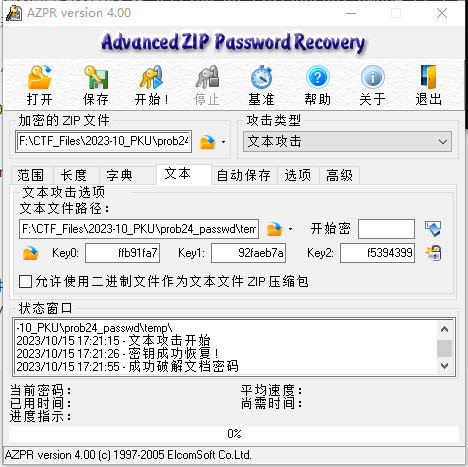 AZPR version 4.00
Advanced ZIP Password Recovery
打开 保存 开始! 停止 基准 帮助 关于 退出
加密的 ZIP 文件 攻击类型
F:\CTF_Files\2023-10_PKU\prob24 文本攻击
范围 长度 字典 文本 自动保存 选项 高级
文本攻击选项
文本文件路径:
F:\CTF_Files\2023-10_PKU\prob24_passwd\tem 开始密
Key0: ffb91fa7 Key1: 92faeb7a Key2: f5394399
允许使用二进制文件作为文本文件 ZIP 压缩包
状态窗口
-10_PKU\prob24_passwd\temp\
2023/10/15 17:21:15 - 文本攻击开始
2023/10/15 17:21:26 - 密钥成功恢复!
2023/10/15 17:21:55 - 成功破解文档密码
当前密码: 平均速度:
已用时间: 尚需时间:
进度指示:
0%
AZPR version 4.00 (c) 1997-2005 ElcomSoft Co.Ltd.